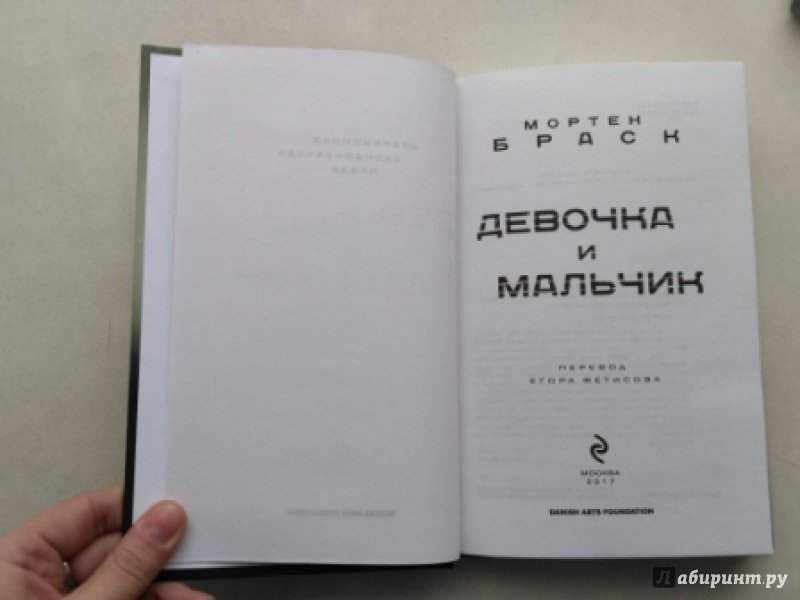 МОРТЕН
БРАСК
ДЕВОЧКА
И
МАЛЬЧИК
ПЕРЕВОД
ЕГОРА ФЕТИСОВА
МОСКВА
2017
DANISH ARTS FOUNDATION
Лабиринт.ру